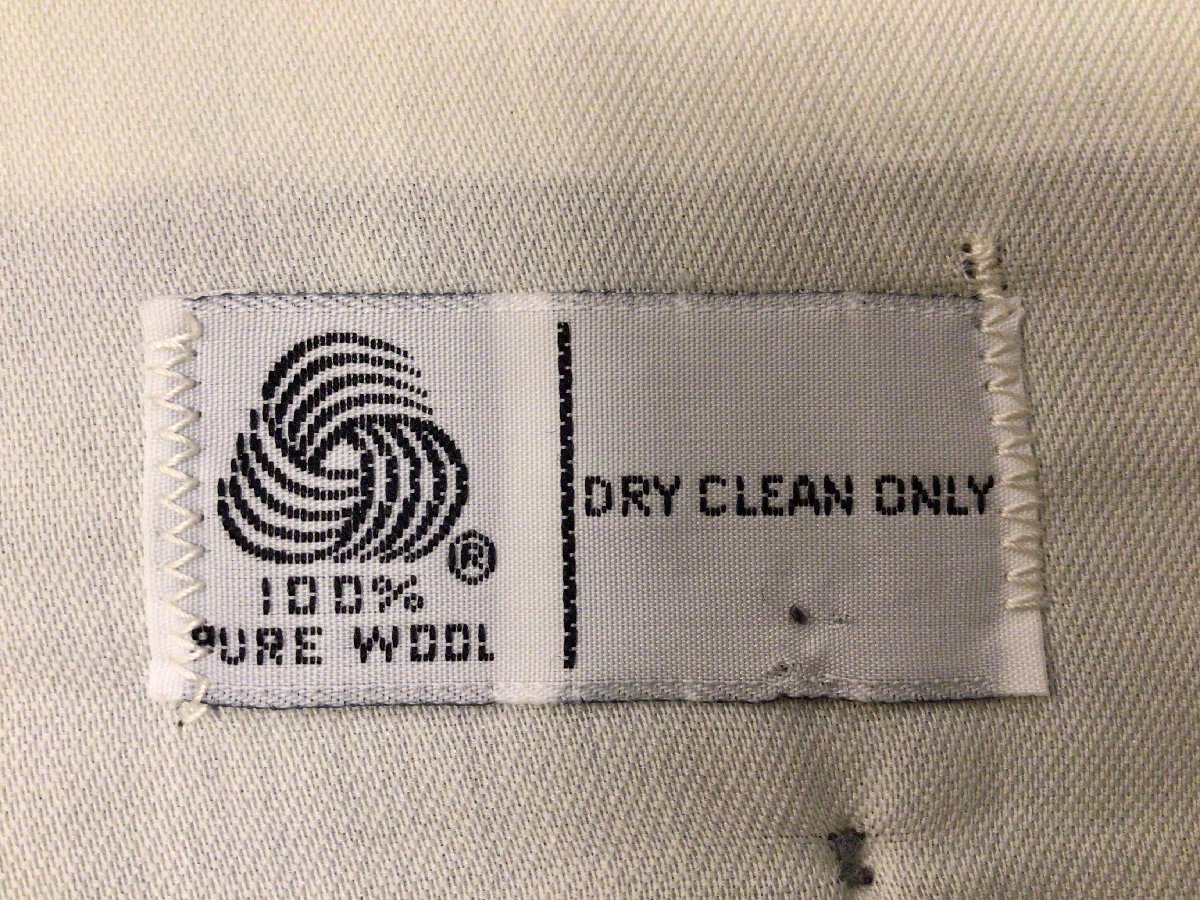 ®
100%
PURE WOOL
DRY CLEAN ONLY